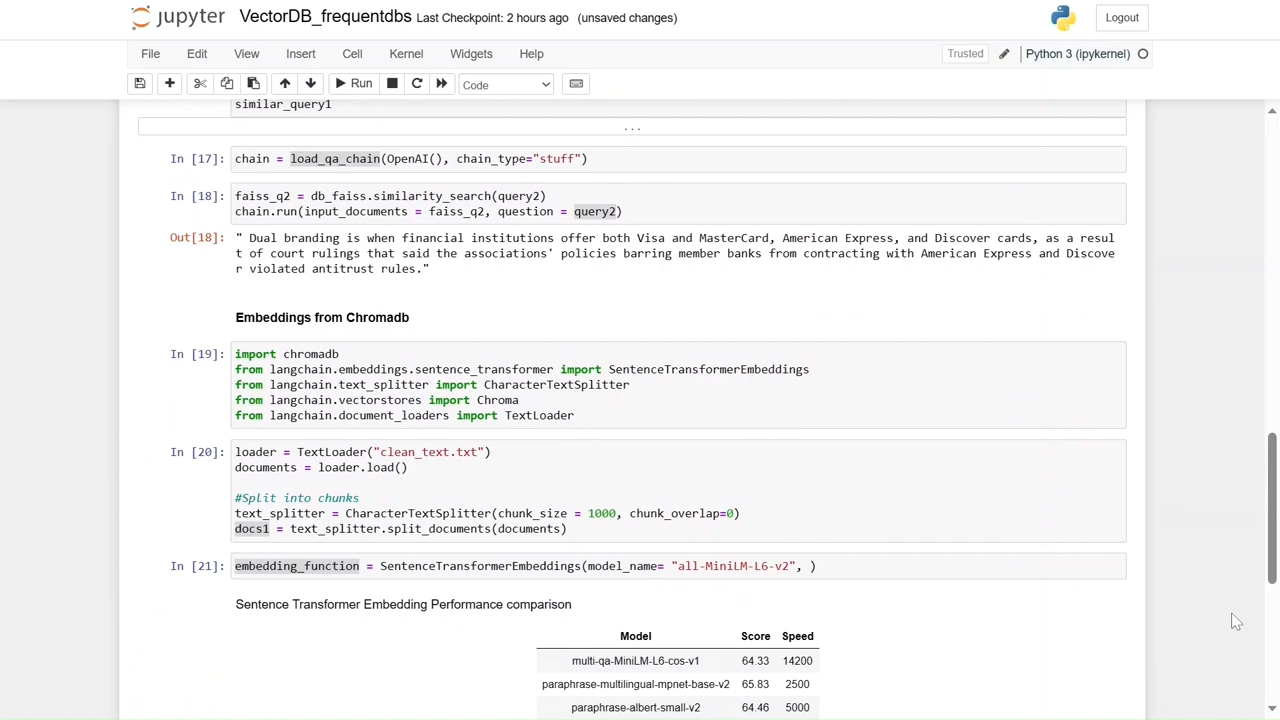 jupyter VectorDB_frequentdbs Last Checkpoint: 2 hours ago (unsaved changes) Logout
File Edit View Insert Cell Kernel Widgets Help Trusted Python 3 (ipykernel)
Run Code
similar_query1
...
In [17]: chain = load_qa_chain(OpenAI(), chain_type="stuff")
In [18]: faiss_q2 = db_faiss.similarity_search(query2)
chain.run(input_documents = faiss_q2, question = query2)
Out[18]: " Dual branding is when financial institutions offer both Visa and MasterCard, American Express, and Discover cards, as a resul
t of court rulings that said the associations' policies barring member banks from contracting with American Express and Discove
r violated antitrust rules."
Embeddings from Chromadb
In [19]: import chromadb
from langchain.embeddings.sentence_transformer import SentenceTransformerEmbeddings
from langchain.text_splitter import CharacterTextSplitter
from langchain.vectorstores import Chroma
from langchain.document_loaders import TextLoader
In [20]: loader = TextLoader("clean_text.txt")
documents = loader.load()
#Split into chunks
text_splitter = CharacterTextSplitter(chunk_size = 1000, chunk_overlap=0)
docs1 = text_splitter.split_documents(documents)
In [21]: embedding_function = SentenceTransformerEmbeddings(model_name= "all-MiniLM-L6-v2", )
Sentence Transformer Embedding Performance comparison
Model Score Speed
multi-qa-MiniLM-L6-cos-v1 64.33 14200
paraphrase-multilingual-mpnet-base-v2 65.83 2500
paraphrase-albert-small-v2 64.46 5000